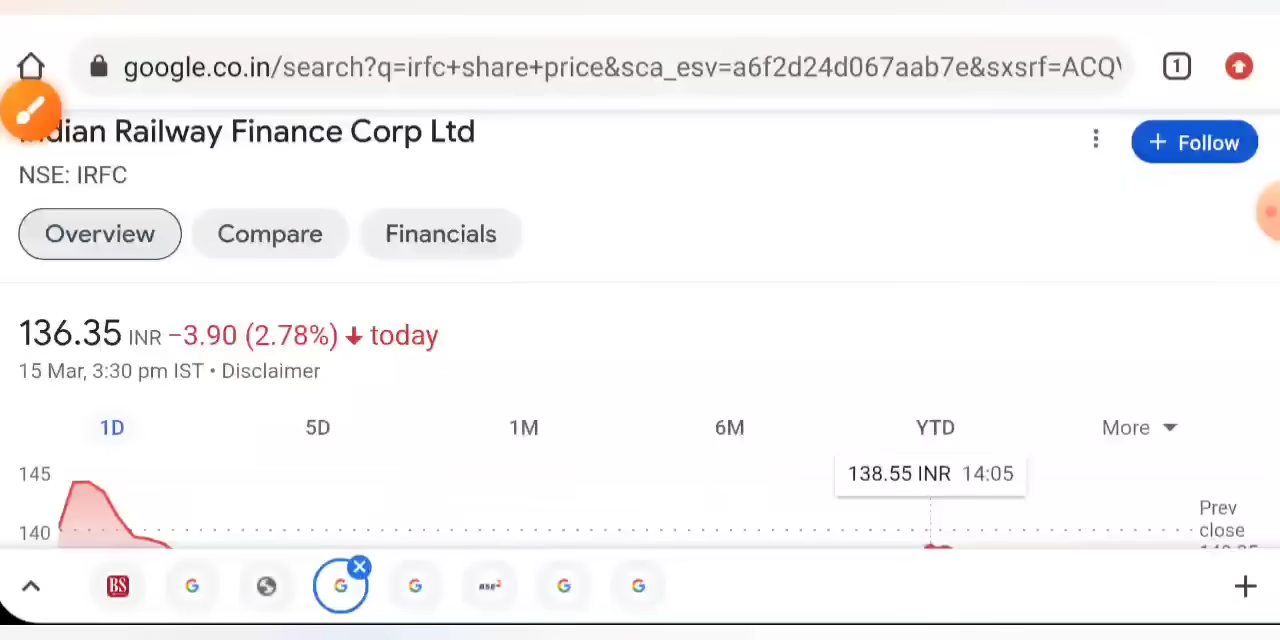 google.co.in/search?q=irfc+share+price&sca_esv=a6f2d24d067aab7e&sxsrf=ACQV
1
Indian Railway Finance Corp Ltd
+ Follow
NSE: IRFC
Overview
Compare
Financials
136.35 INR −3.90 (2.78%) ↓ today
15 Mar, 3:30 pm IST • Disclaimer
1D
5D
1M
6M
YTD
More
138.55 INR 14:05
145
Prev
close
140
BS
G
G
G
G
G